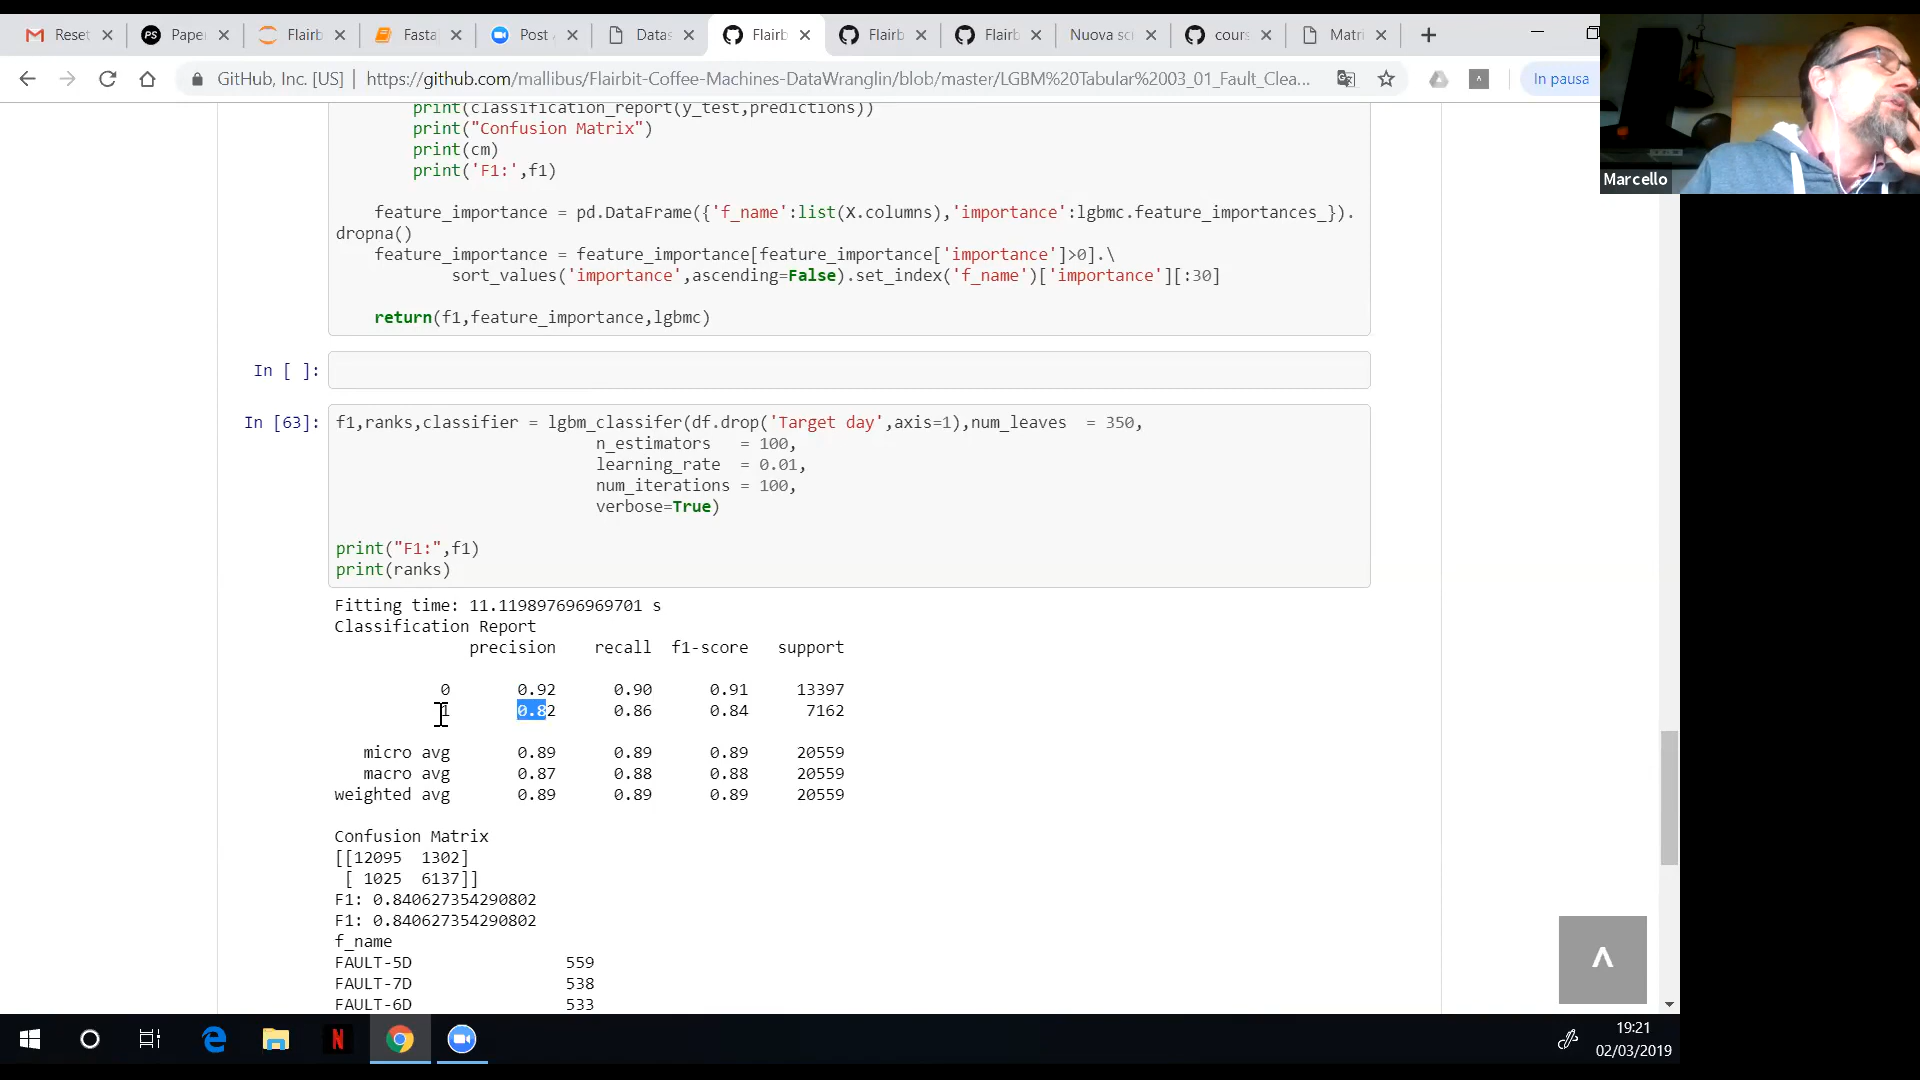 Reset
Pape
Flairb
Fasta
Post
Datas
Flairb
Flairb
Flairb
Nuova sc
cours
Matri
GitHub, Inc. [US]
https://github.com/mallibus/Flairbit-Coffee-Machines-DataWranglin/blob/master/LGBM%20Tabular%2003_01_Fault_Clea...
In pausa
Marcello
print(classification_report(y_test,predictions))
print("Confusion Matrix")
print(cm)
print('F1:',f1)
feature_importance = pd.DataFrame({'f_name':list(X.columns),'importance':lgbmc.feature_importances_}).
dropna()
feature_importance = feature_importance[feature_importance['importance']>0].\
sort_values('importance',ascending=False).set_index('f_name')['importance'][:30]
return(f1,feature_importance,lgbmc)
In [ ]:
In [63]: f1,ranks,classifier = lgbm_classifer(df.drop('Target day',axis=1),num_leaves = 350,
n_estimators = 100,
learning_rate = 0.01,
num_iterations = 100,
verbose=True)
print("F1:",f1)
print(ranks)
Fitting time: 11.119897696969701 s
Classification Report
precision recall f1-score support
0 0.92 0.90 0.91 13397
1 0.82 0.86 0.84 7162
micro avg 0.89 0.89 0.89 20559
macro avg 0.87 0.88 0.88 20559
weighted avg 0.89 0.89 0.89 20559
Confusion Matrix
[[12095 1302]
[ 1025 6137]]
F1: 0.840627354290802
F1: 0.840627354290802
f_name
FAULT-5D 559
FAULT-7D 538
FAULT-6D 533
19:21
02/03/2019